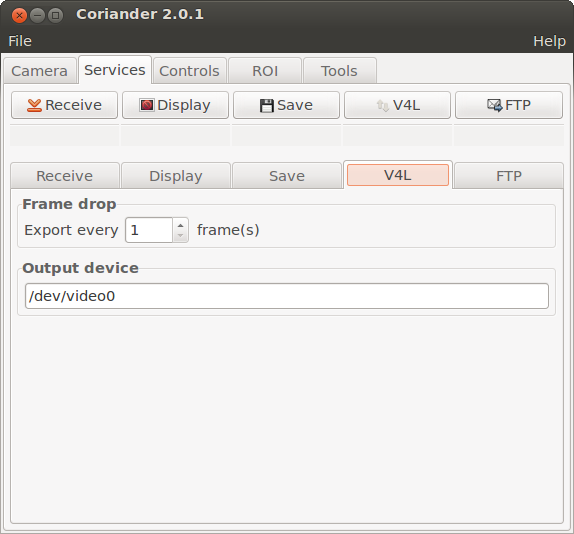 Coriander 2.0.1
File Help
Camera Services Controls ROI Tools
Receive Display Save V4L FTP
Receive Display Save V4L FTP
Frame drop
Export every 1 frame(s)
Output device
/dev/video0